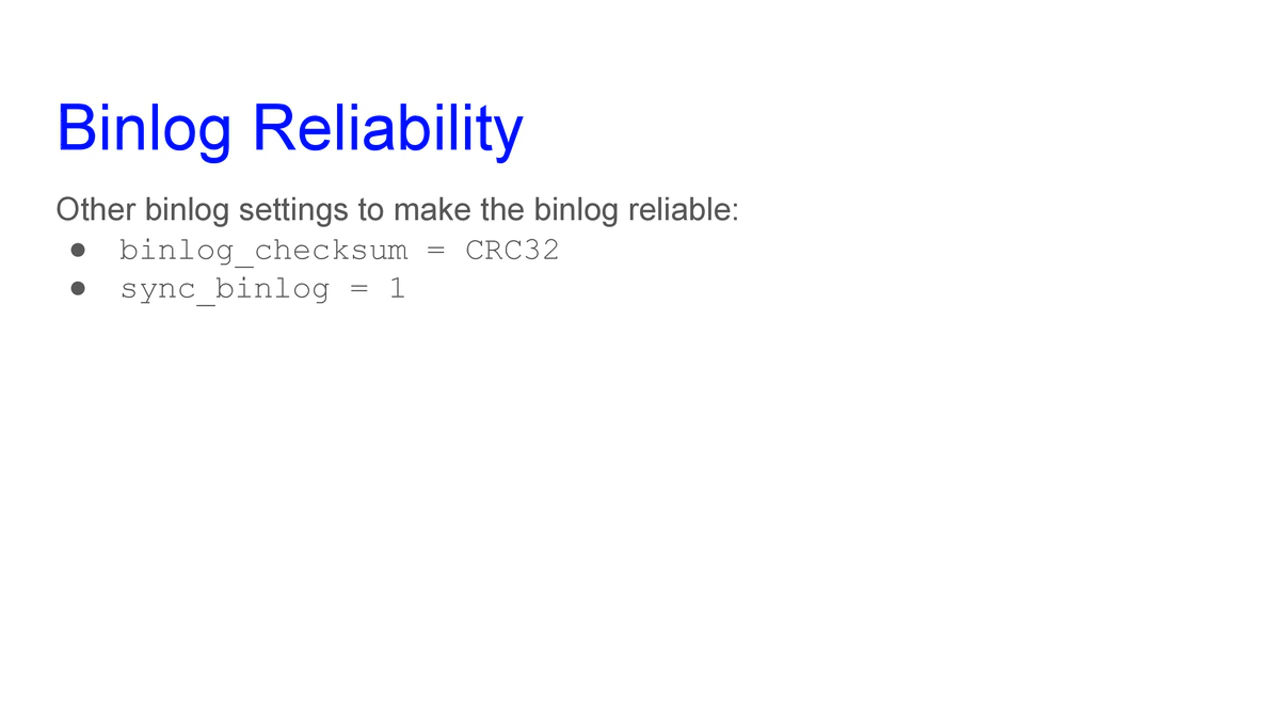 Binlog Reliability
Other binlog settings to make the binlog reliable:
● binlog_checksum = CRC32
● sync_binlog = 1